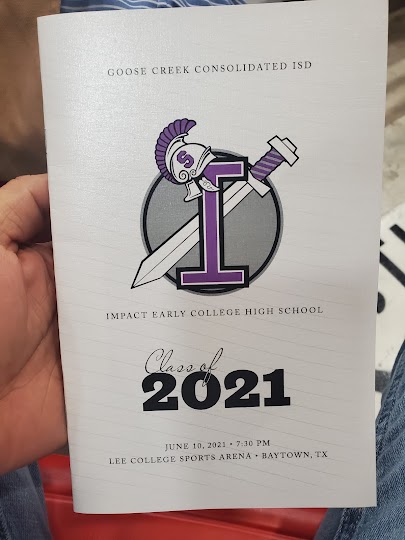 GOOSE CREEK CONSOLIDATED ISD
S
I
IMPACT EARLY COLLEGE HIGH SCHOOL
Class of
2021
JUNE 10, 2021 • 7:30 PM
LEE COLLEGE SPORTS ARENA • BAYTOWN, TX